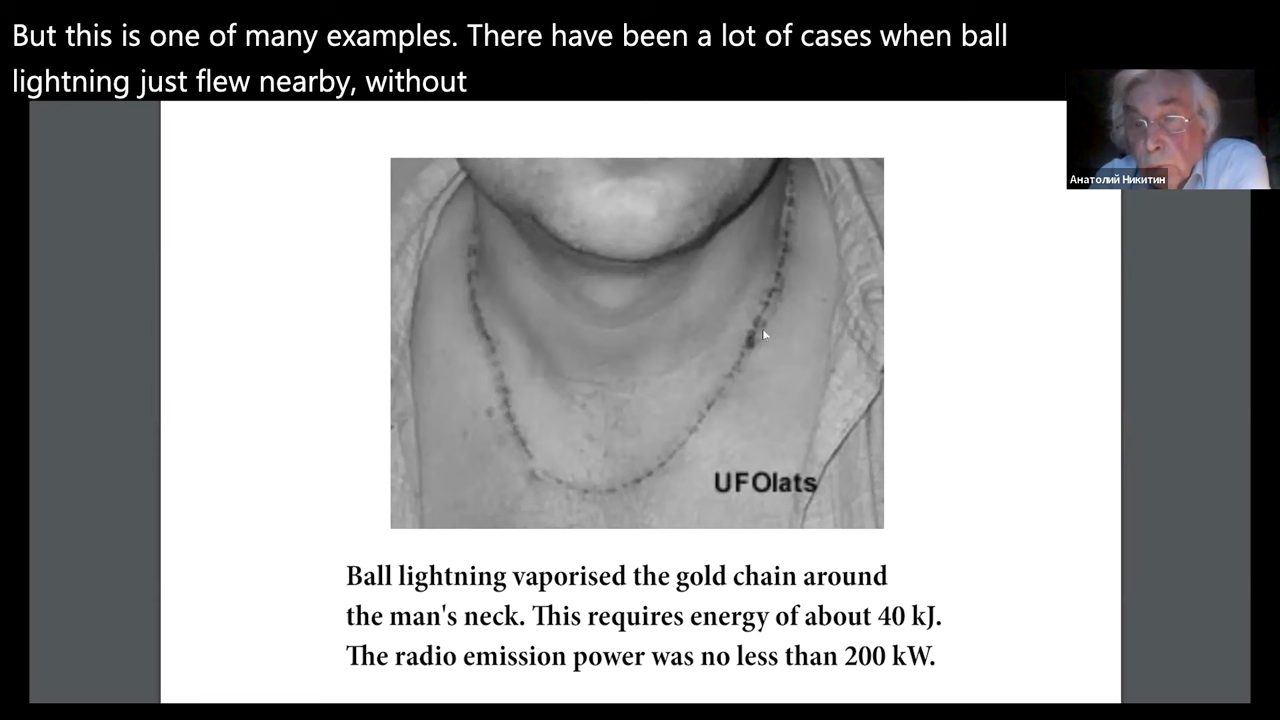 But this is one of many examples. There have been a lot of cases when ball
lightning just flew nearby, without
Анатолий Никитин
UFOlats
Ball lightning vaporised the gold chain around
the man's neck. This requires energy of about 40 kJ.
The radio emission power was no less than 200 kW.